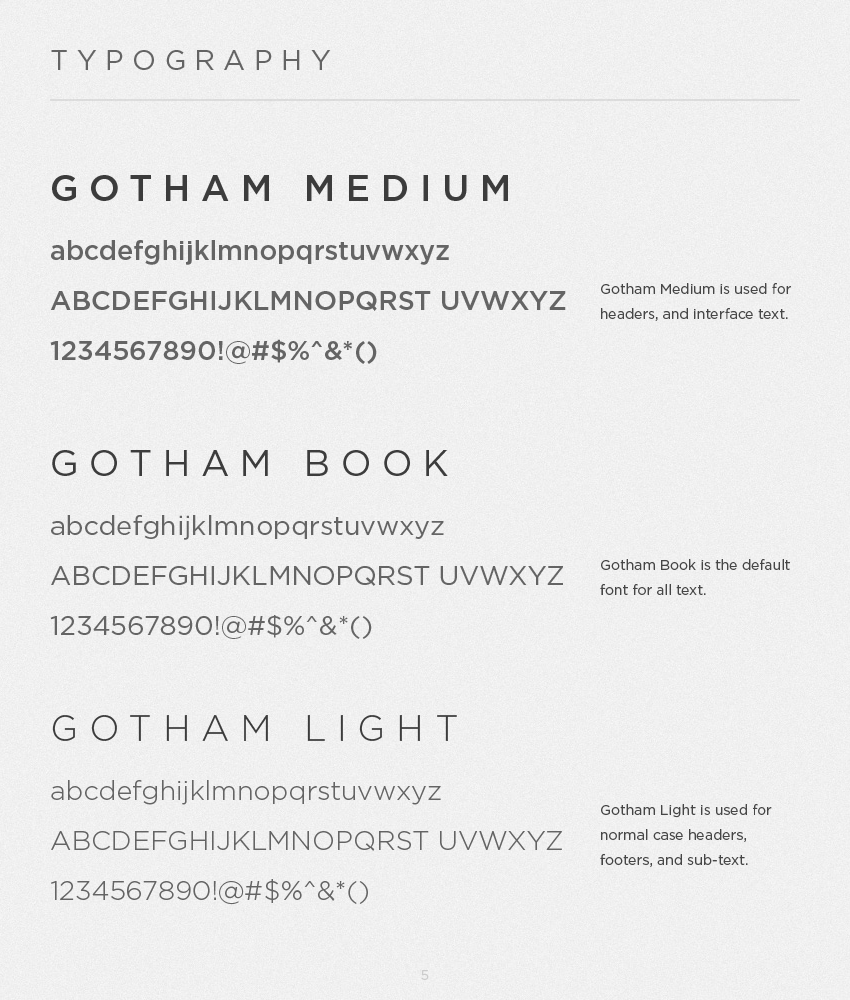 TYPOGRAPHY
GOTHAM MEDIUM
abcdefghijklmnopqrstuvwxyz
ABCDEFGHIJKLMNOPQRST UVWXYZ
1234567890!@#$%^&*()
Gotham Medium is used for
headers, and interface text.
GOTHAM BOOK
abcdefghijklmnopqrstuvwxyz
ABCDEFGHIJKLMNOPQRST UVWXYZ
1234567890!@#$%^&*()
Gotham Book is the default
font for all text.
GOTHAM LIGHT
abcdefghijklmnopqrstuvwxyz
ABCDEFGHIJKLMNOPQRST UVWXYZ
1234567890!@#$%^&*()
Gotham Light is used for
normal case headers,
footers, and sub-text.
5